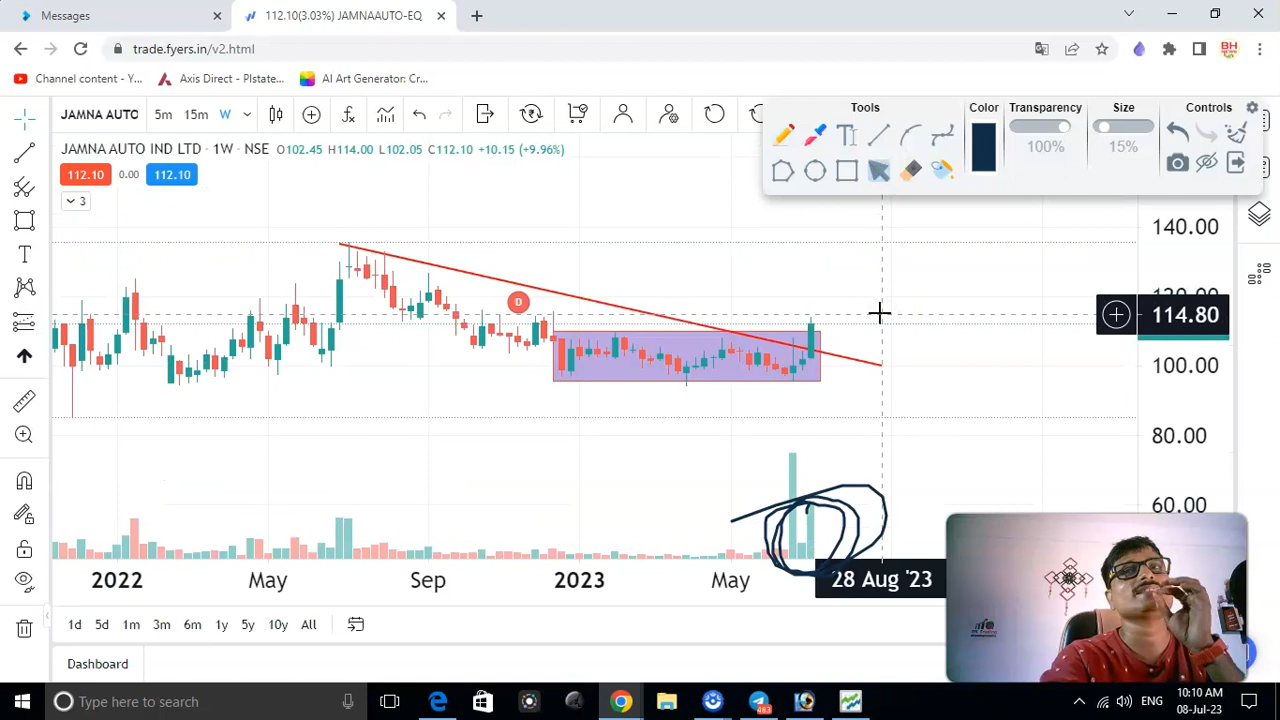 Messages
112.10(3.03%) JAMNAAUTO-EQ
trade.fyers.in/v2.html
BH
Channel content - Y...
Axis Direct - Plstate...
AI Art Generator: Cr...
JAMNA AUTO
5m
15m
W
Tools
Color
Transparency
Size
Controls
100%
15%
JAMNA AUTO IND LTD · 1W · NSE
O102.45 H114.00 L102.05 C112.10 +10.15 (+9.96%)
112.10
0.00
112.10
3
140.00
D
114.80
100.00
80.00
60.00
2022
May
Sep
2023
May
28 Aug '23
1d
5d
1m
3m
6m
1y
5y
10y
All
Dashboard
Type here to search
483
ENG
10:10 AM
08-Jul-23